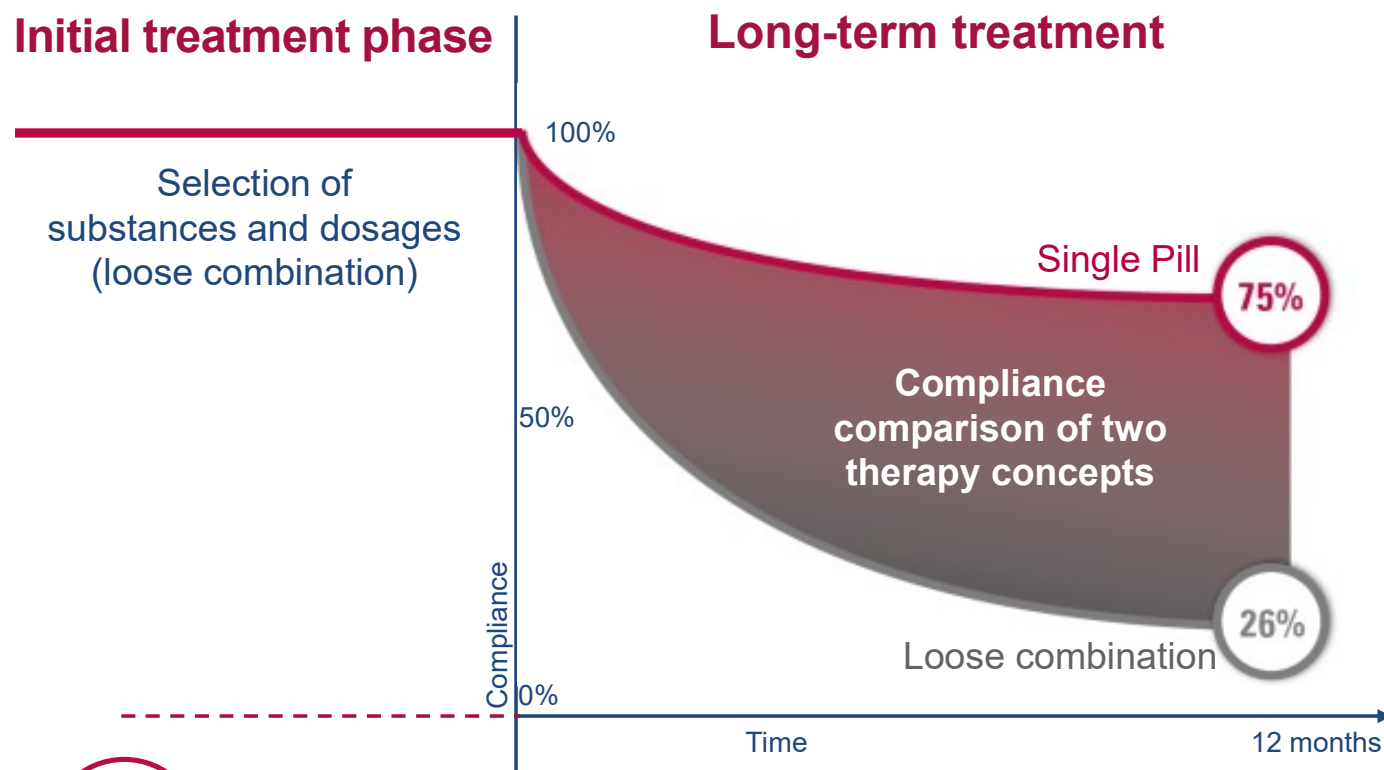 Initial treatment phase
Long-term treatment
100%
Selection of
substances and dosages
(loose combination)
Single Pill
75%
Compliance
comparison of two
therapy concepts
50%
26%
Loose combination
Compliance
0%
Time
12 months